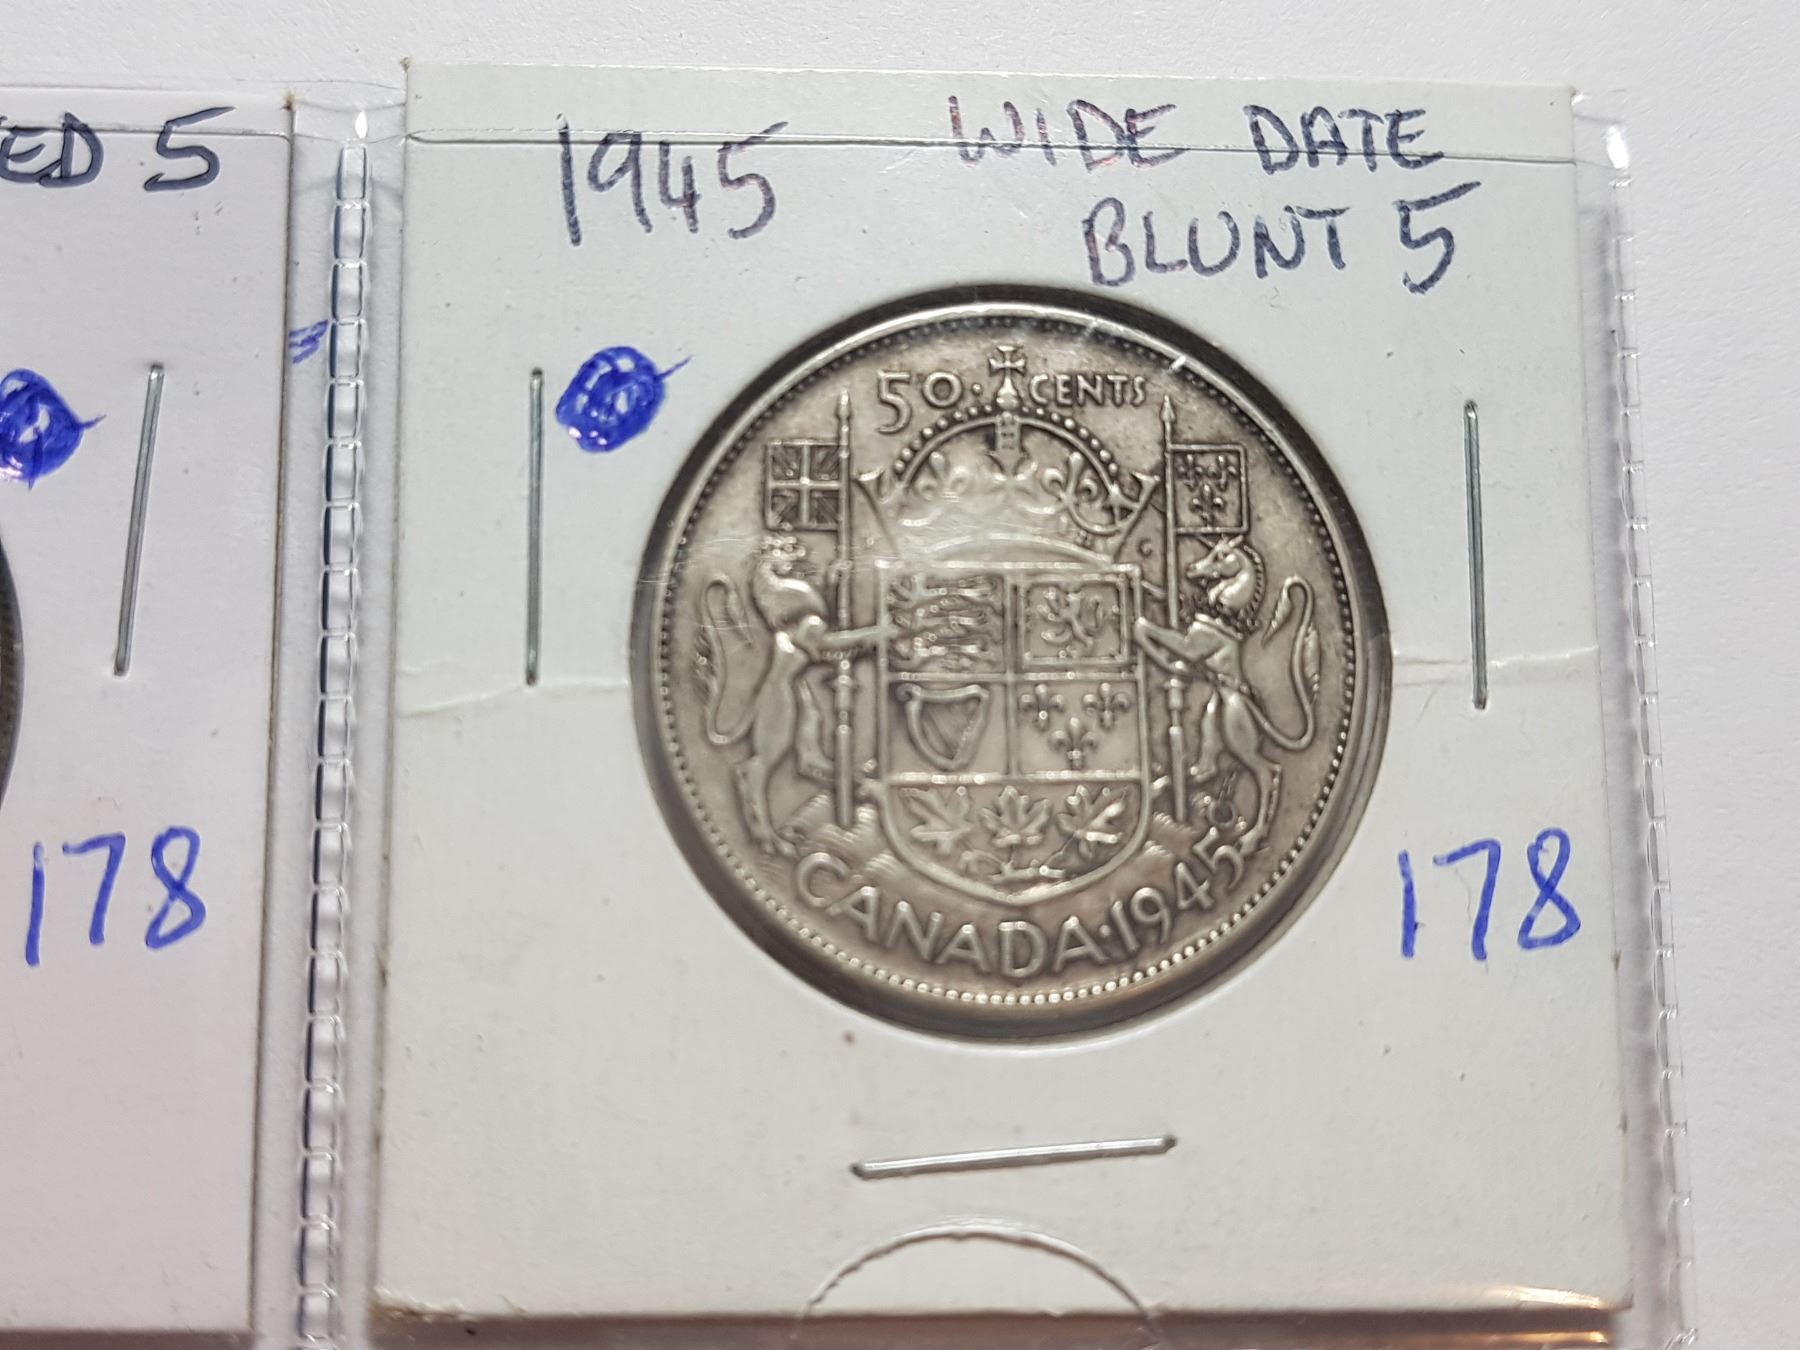 ED 5
178
1945 WIDE DATE
BLUNT 5
50 · CENTS
CANADA · 1945
178